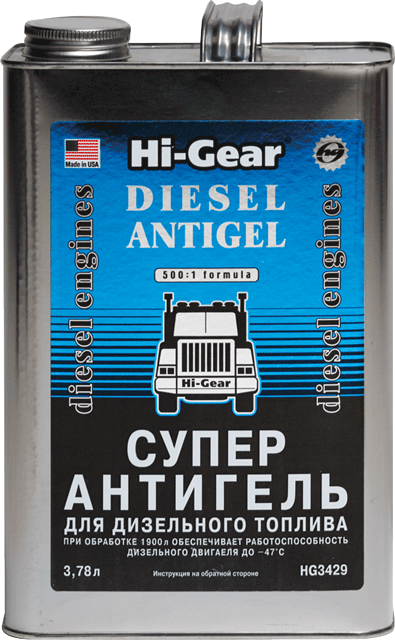 Made in USA
Hi-Gear
DIESEL
ANTIGEL
500:1 formula
diesel engines
diesel engines
Hi-Gear
СУПЕР
АНТИГЕЛЬ
ДЛЯ ДИЗЕЛЬНОГО ТОПЛИВА
ПРИ ОБРАБОТКЕ 1900л ОБЕСПЕЧИВАЕТ РАБОТОСПОСОБНОСТЬ
ДИЗЕЛЬНОГО ДВИГАЕЛЯ ДО -47°C
Инструкция на обратной стороне
3,78л HG3429